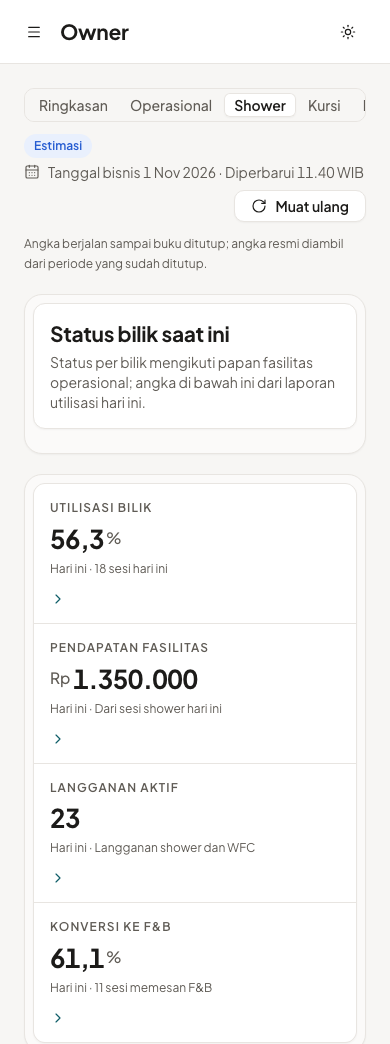 Owner
Ringkasan Operasional Shower Kursi
Estimasi
Tanggal bisnis 1 Nov 2026 · Diperbarui 11.40 WIB
Muat ulang
Angka berjalan sampai buku ditutup; angka resmi diambil
dari periode yang sudah ditutup.
Status bilik saat ini
Status per bilik mengikuti papan fasilitas
operasional; angka di bawah ini dari laporan
utilisasi hari ini.
UTILISASI BILIK
56,3%
Hari ini · 18 sesi hari ini
PENDAPATAN FASILITAS
Rp 1.350.000
Hari ini · Dari sesi shower hari ini
LANGGANAN AKTIF
23
Hari ini · Langganan shower dan WFC
KONVERSI KE F&B
61,1%
Hari ini · 11 sesi memesan F&B